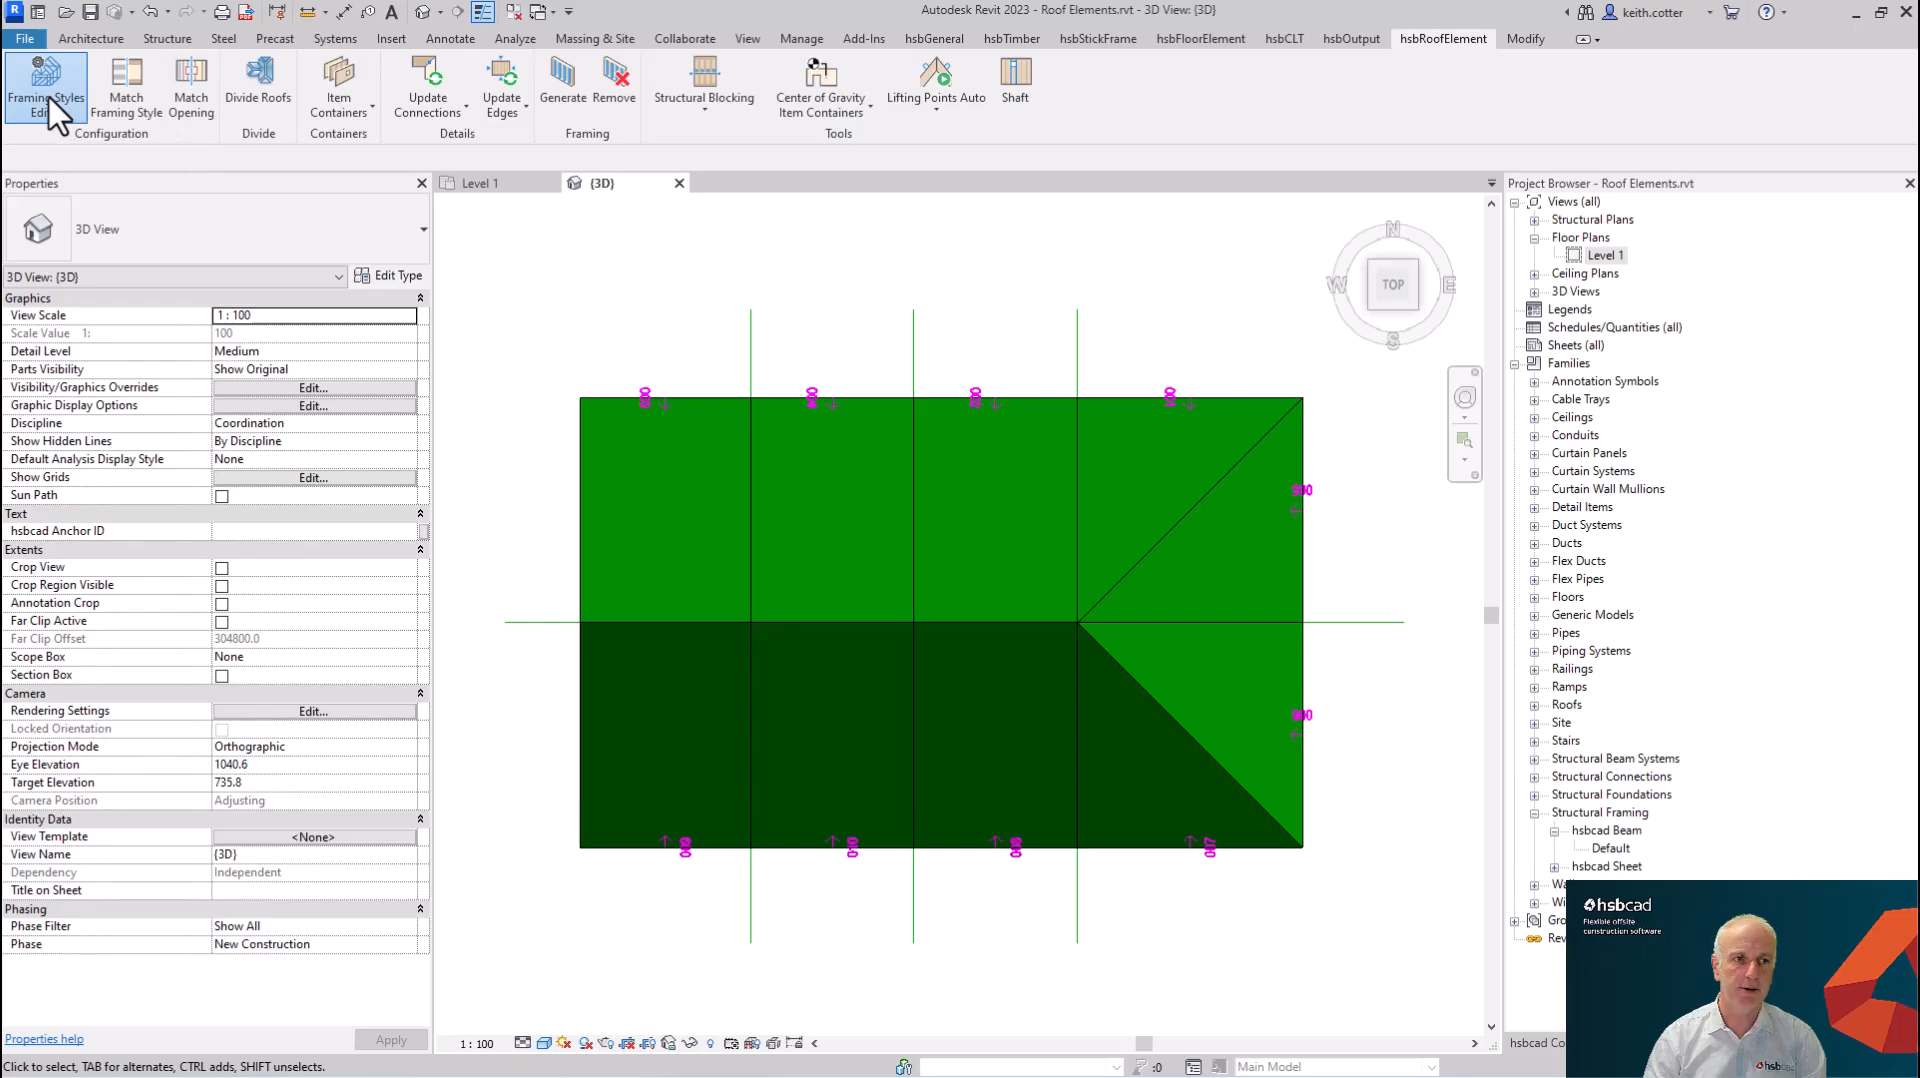 Autodesk Revit 2023 - Roof Elements.rvt - 3D View: {3D}
keith.cotter
File Architecture Structure Steel Precast Systems Insert Annotate Analyze Massing & Site Collaborate View Manage Add-Ins hsbGeneral hsbTimber hsbStickFrame hsbFloorElement hsbCLT hsbOutput hsbRoofElement Modify
Framing Styles
Match Framing Style
Match Opening
Divide Roofs
Item Containers
Update Connections
Update Edges
Generate
Remove
Structural Blocking
Center of Gravity Item Containers
Lifting Points Auto
Shaft
Configuration Divide Containers Details Framing Tools
Properties
3D View
3D View: {3D}
Edit Type
Graphics
View Scale 1 : 100
Scale Value 1: 100
Detail Level Medium
Parts Visibility Show Original
Visibility/Graphics Overrides Edit...
Graphic Display Options Edit...
Discipline Coordination
Show Hidden Lines By Discipline
Default Analysis Display Style None
Show Grids Edit...
Sun Path
Text
hsbcad Anchor ID
Extents
Crop View
Crop Region Visible
Annotation Crop
Far Clip Active
Far Clip Offset 304800.0
Scope Box None
Section Box
Camera
Rendering Settings Edit...
Locked Orientation
Projection Mode Orthographic
Eye Elevation 1040.6
Target Elevation 735.8
Camera Position Adjusting
Identity Data
View Template <None>
View Name {3D}
Dependency Independent
Title on Sheet
Phasing
Phase Filter Show All
Phase New Construction
Properties help
Apply
Level 1
{3D}
N
W TOP E
S
1 : 100
Project Browser - Roof Elements.rvt
Views (all)
Structural Plans
Floor Plans
Level 1
Ceiling Plans
3D Views
Legends
Schedules/Quantities (all)
Sheets (all)
Families
Annotation Symbols
Cable Trays
Ceilings
Conduits
Curtain Panels
Curtain Systems
Curtain Wall Mullions
Detail Items
Duct Systems
Ducts
Flex Ducts
Flex Pipes
Floors
Generic Models
Pipes
Piping Systems
Railings
Ramps
Roofs
Site
Stairs
Structural Beam Systems
Structural Connections
Structural Foundations
Structural Framing
hsbcad Beam
Default
hsbcad Sheet
hsbcad
Flexible offsite
construction software
hsbcad
Click to select, TAB for alternates, CTRL adds, SHIFT unselects.
:0
Main Model